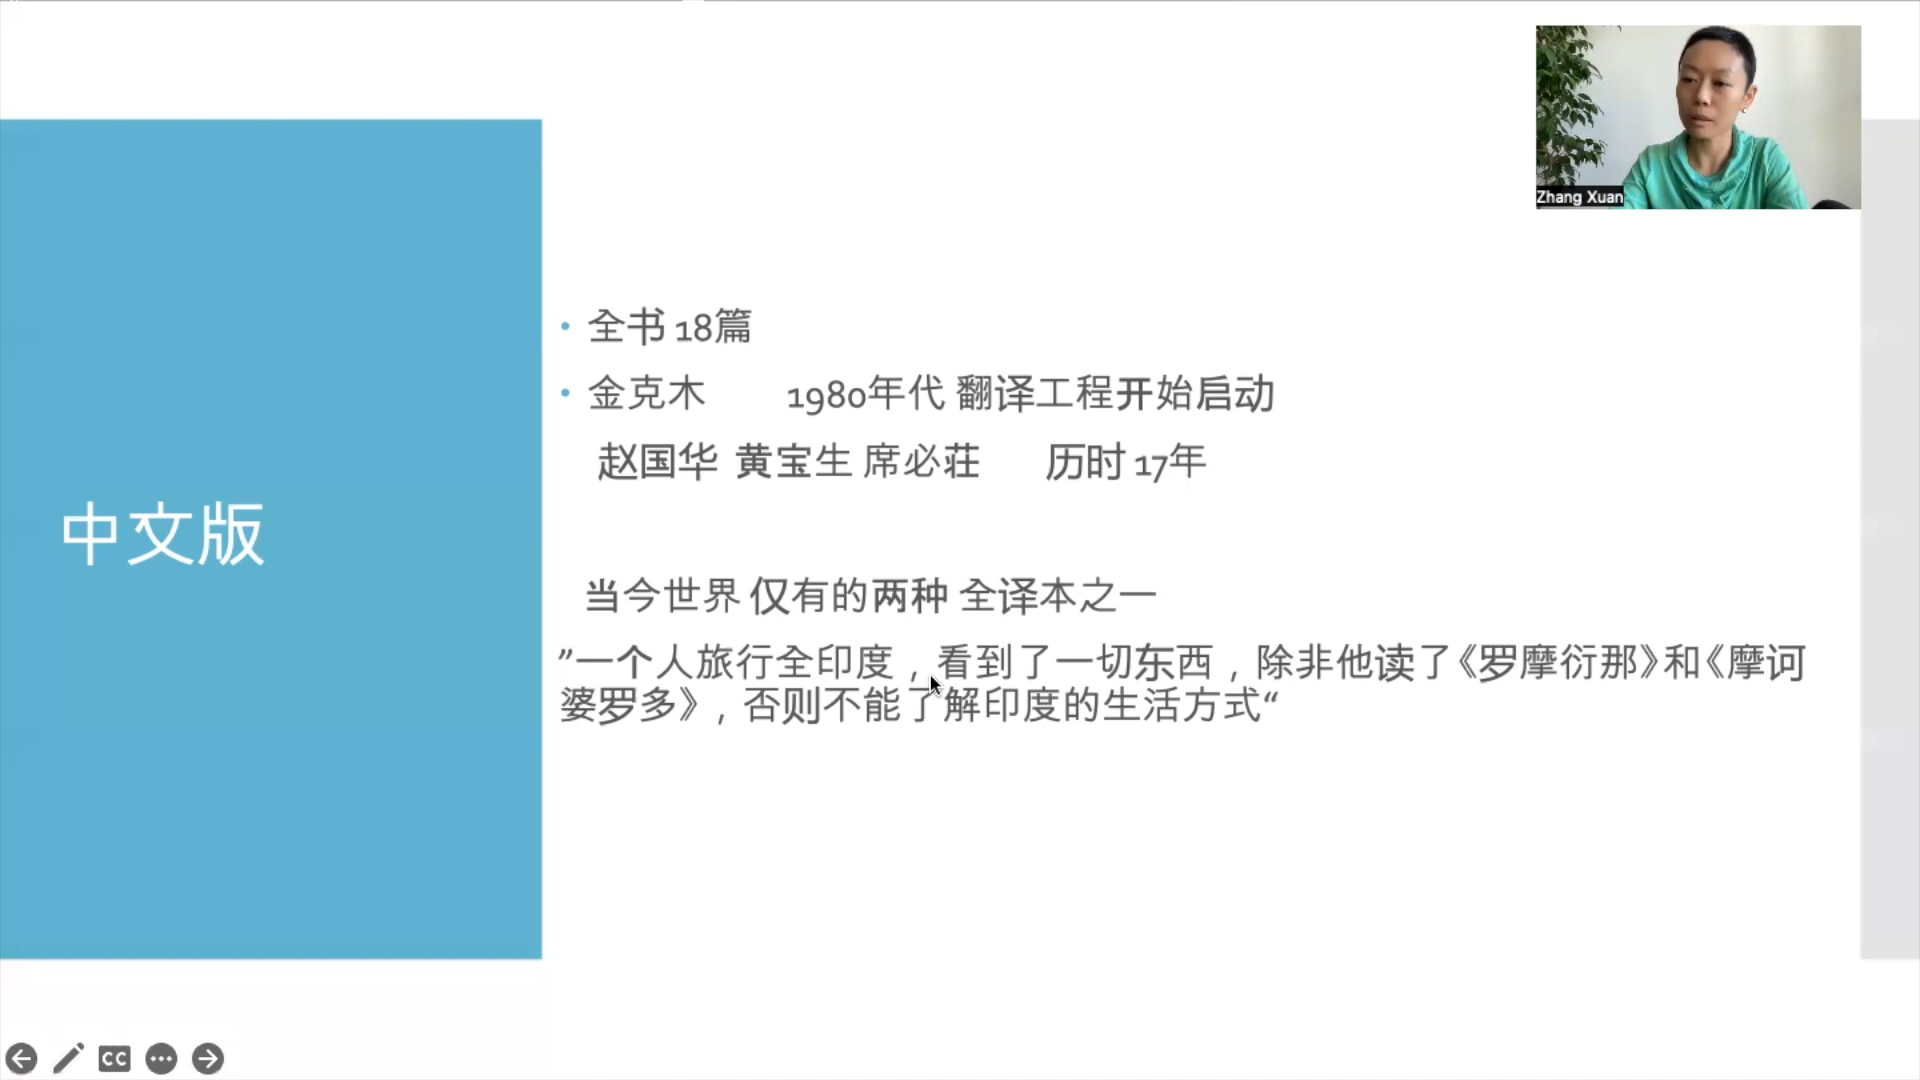 中文版
全书 18篇
金克木 1980年代 翻译工程开始启动
赵国华 黄宝生 席必荘 历时 17年
当今世界 仅有的两种 全译本之一
”一个人旅行全印度，看到了一切东西，除非他读了《罗摩衍那》和《摩诃
婆罗多》，否则不能了解印度的生活方式“
Zhang Xuan
CC